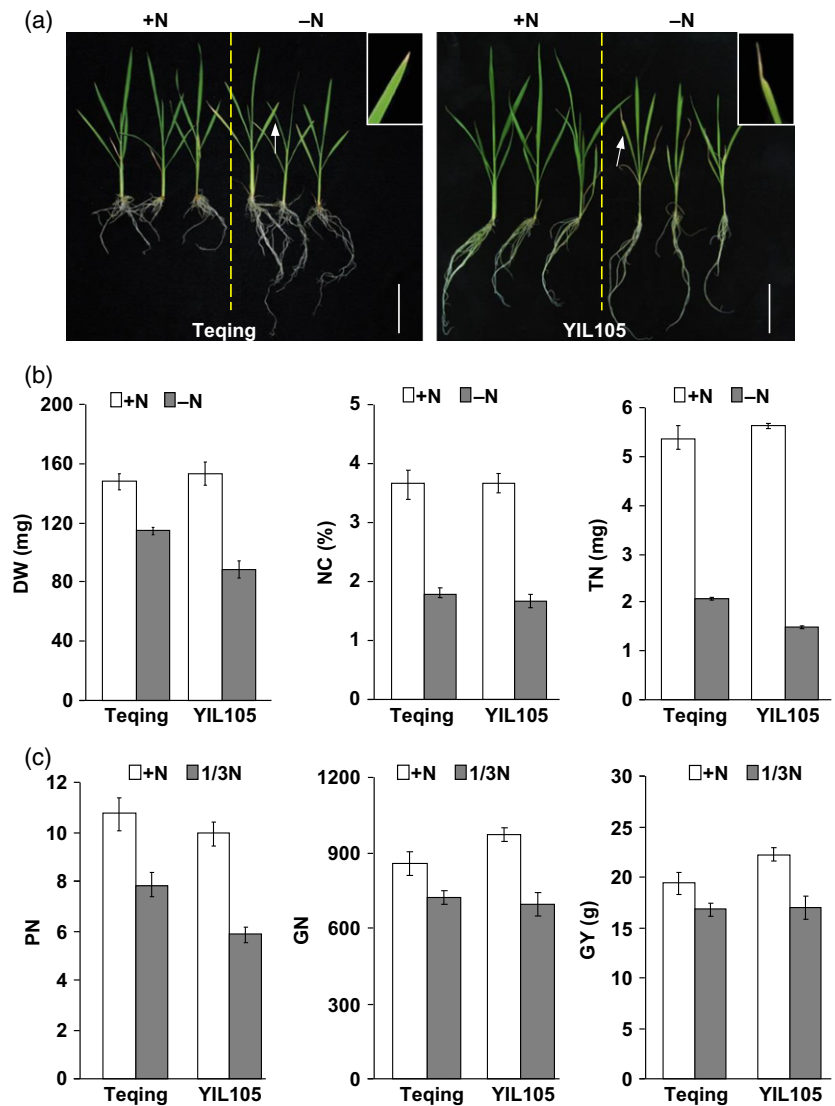 (a)
+N –N
+N –N
Teqing
YIL105
(b)
+N –N
DW (mg)
200
160
120
80
40
0
Teqing YIL105
+N –N
NC (%)
5
4
3
2
1
0
Teqing YIL105
+N –N
TN (mg)
6
5
4
3
2
1
0
Teqing YIL105
(c)
+N 1/3N
PN
12
10
8
6
4
2
0
Teqing YIL105
+N 1/3N
GN
1200
900
600
300
0
Teqing YIL105
+N 1/3N
GY (g)
30
25
20
15
10
5
0
Teqing YIL105